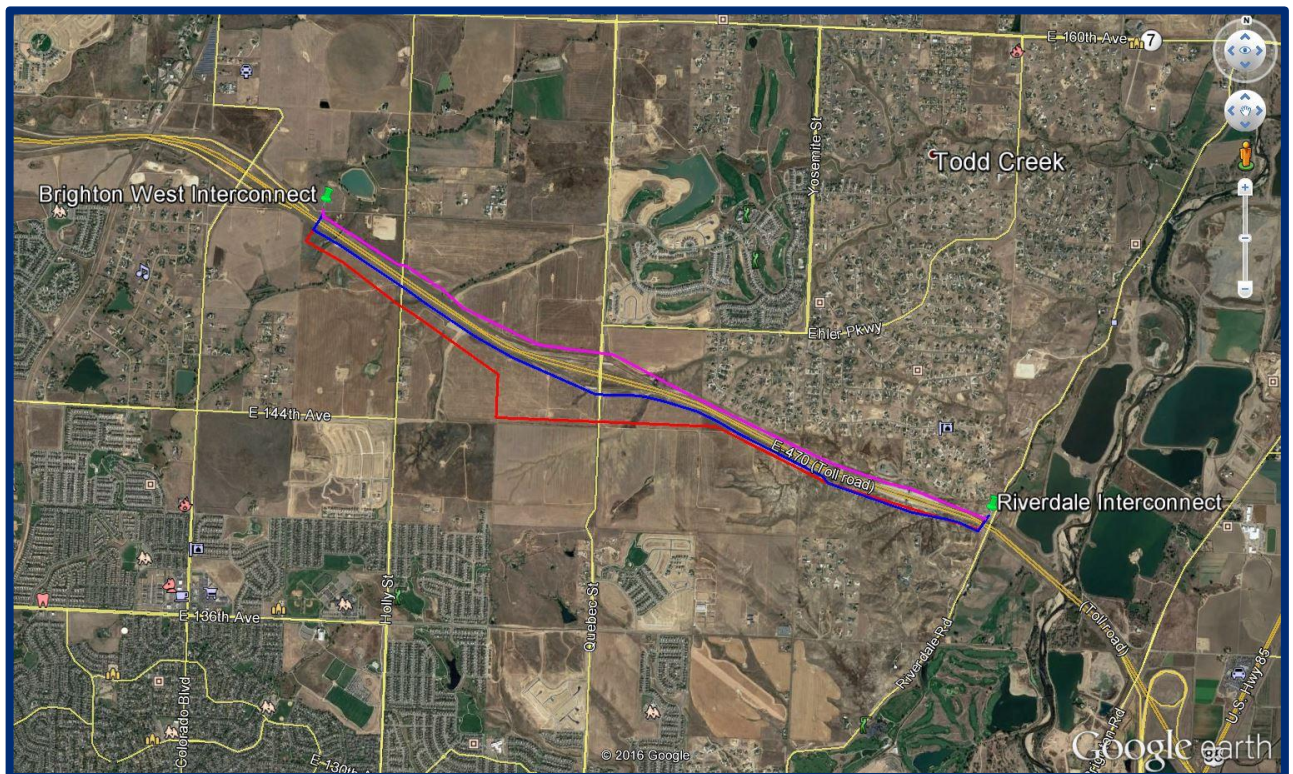 E 160th Ave
7
N
Yosemite St
Todd Creek
Brighton West Interconnect
Ehler Pkwy
E 144th Ave
E-470 (Toll road)
Riverdale Interconnect
Holly St
Quebec St
E 136th Ave
Riverdale Rd
(Toll road)
Colorado Blvd
U.S. Hwy 85
© 2016 Google
Google earth
85